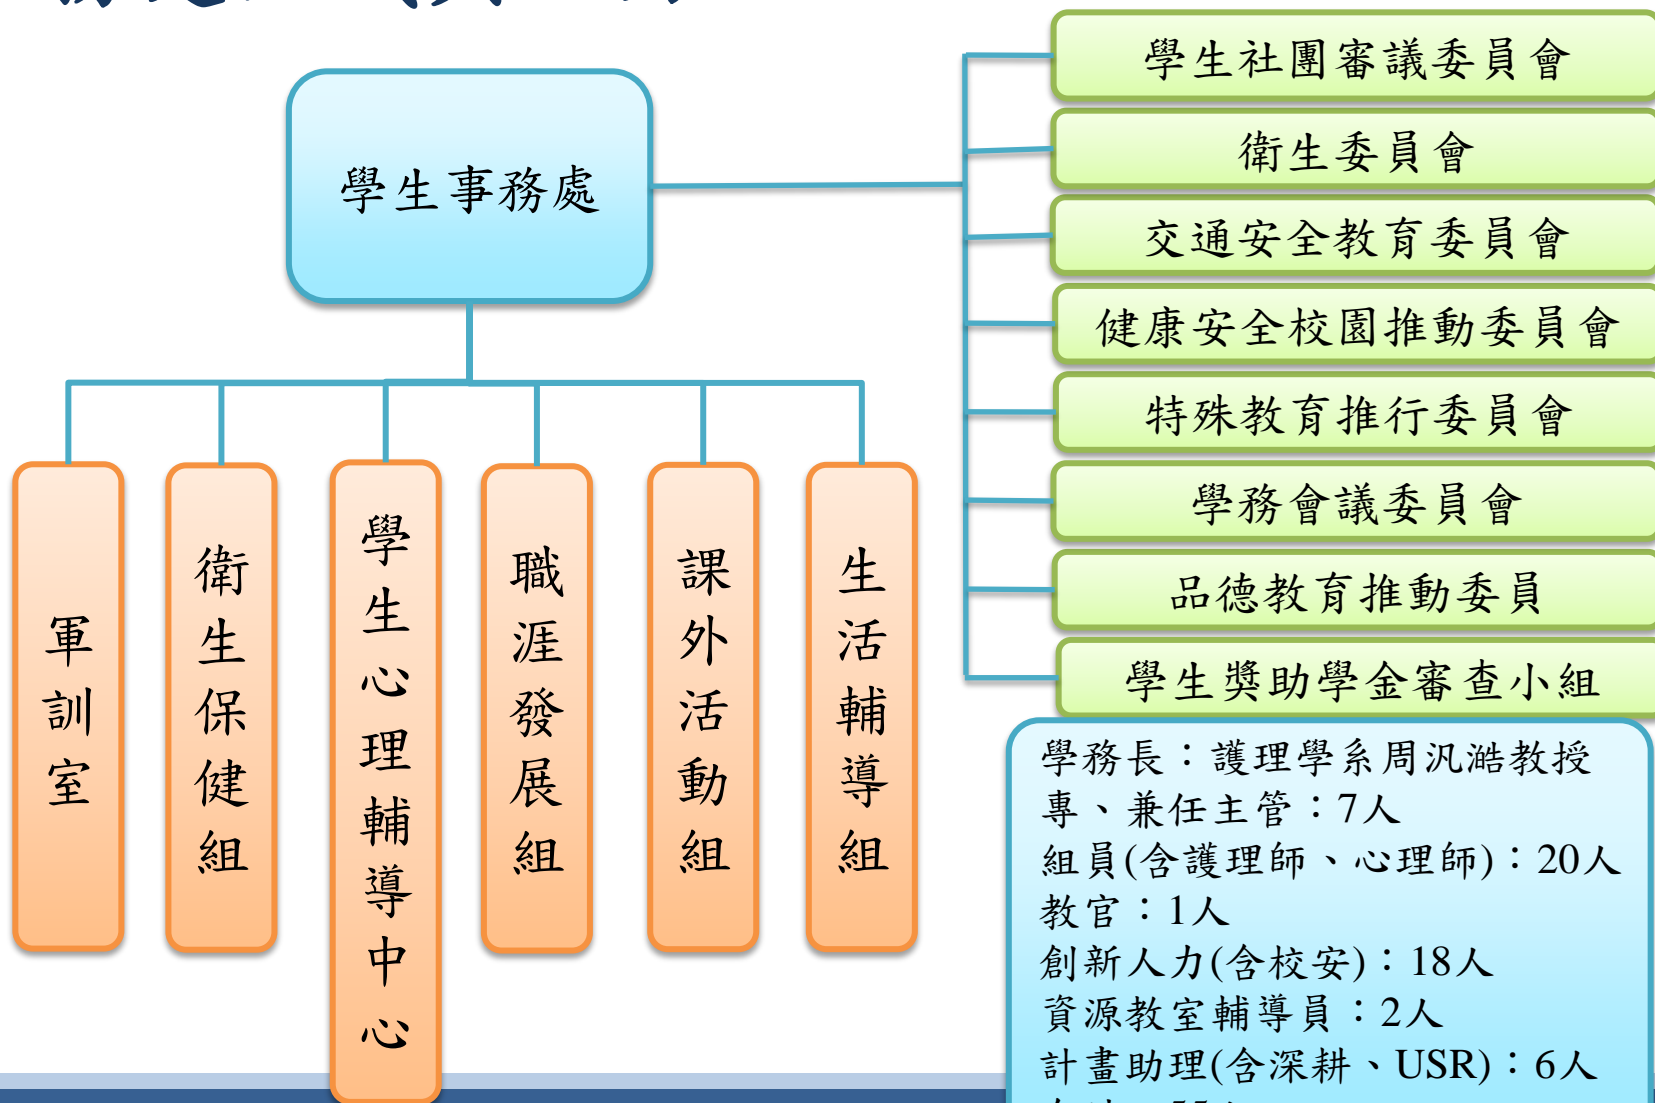 學生事務處
軍訓室
衛生保健組
學生心理輔導中心
職涯發展組
課外活動組
生活輔導組
學生社團審議委員會
衛生委員會
交通安全教育委員會
健康安全校園推動委員會
特殊教育推行委員會
學務會議委員會
品德教育推動委員
學生獎助學金審查小組
學務長：護理學系周汎澔教授
專、兼任主管：7人
組員(含護理師、心理師)：20人
教官：1人
創新人力(含校安)：18人
資源教室輔導員：2人
計畫助理(含深耕、USR)：6人